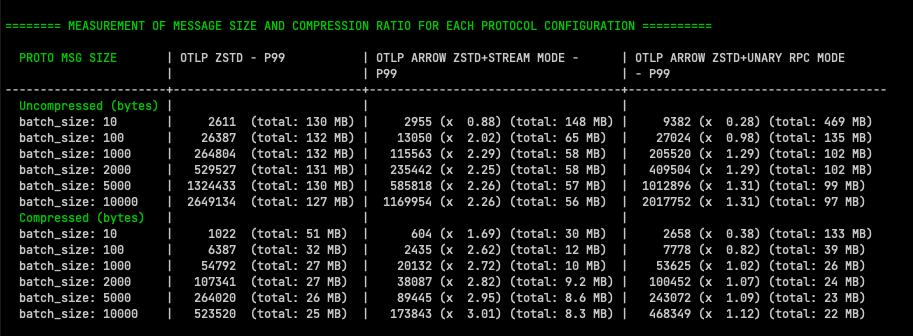 ======== MEASUREMENT OF MESSAGE SIZE AND COMPRESSION RATIO FOR EACH PROTOCOL CONFIGURATION ==========
PROTO MSG SIZE | OTLP ZSTD - P99 | OTLP ARROW ZSTD+STREAM MODE - | OTLP ARROW ZSTD+UNARY RPC MODE
| | P99 | - P99
-----------------------+----------------------------+------------------------------------+-------------------------------------
Uncompressed (bytes) | | |
batch_size: 10 | 2611 (total: 130 MB) | 2955 (x 0.88) (total: 148 MB) | 9382 (x 0.28) (total: 469 MB)
batch_size: 100 | 26387 (total: 132 MB) | 13050 (x 2.02) (total: 65 MB) | 27024 (x 0.98) (total: 135 MB)
batch_size: 1000 | 264804 (total: 132 MB) | 115563 (x 2.29) (total: 58 MB) | 205520 (x 1.29) (total: 102 MB)
batch_size: 2000 | 529527 (total: 131 MB) | 235442 (x 2.25) (total: 58 MB) | 409504 (x 1.29) (total: 102 MB)
batch_size: 5000 | 1324433 (total: 130 MB) | 585818 (x 2.26) (total: 57 MB) | 1012896 (x 1.31) (total: 99 MB)
batch_size: 10000 | 2649134 (total: 127 MB) | 1169954 (x 2.26) (total: 56 MB) | 2017752 (x 1.31) (total: 97 MB)
Compressed (bytes) | | |
batch_size: 10 | 1022 (total: 51 MB) | 604 (x 1.69) (total: 30 MB) | 2658 (x 0.38) (total: 133 MB)
batch_size: 100 | 6387 (total: 32 MB) | 2435 (x 2.62) (total: 12 MB) | 7778 (x 0.82) (total: 39 MB)
batch_size: 1000 | 54792 (total: 27 MB) | 20132 (x 2.72) (total: 10 MB) | 53625 (x 1.02) (total: 26 MB)
batch_size: 2000 | 107341 (total: 27 MB) | 38087 (x 2.82) (total: 9.2 MB) | 100452 (x 1.07) (total: 24 MB)
batch_size: 5000 | 264020 (total: 26 MB) | 89445 (x 2.95) (total: 8.6 MB) | 243072 (x 1.09) (total: 23 MB)
batch_size: 10000 | 523520 (total: 25 MB) | 173843 (x 3.01) (total: 8.3 MB) | 468349 (x 1.12) (total: 22 MB)